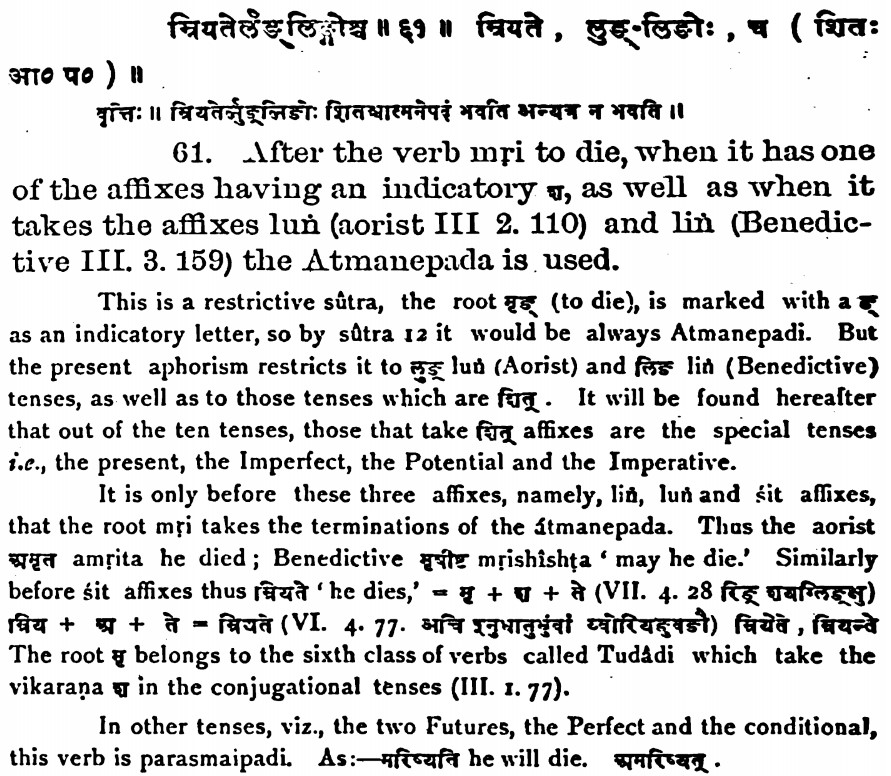 म्रियतेर्लुङ्लिङोश्च ॥ ६१ ॥ म्रियते, लुङ्-लिङोः, च ( शितः
आ० प० ) ॥
वृत्तिः ॥ म्रियतेर्लुङ्लिङोः शितश्चात्मनेपदं भवति अन्यत्र न भवति ॥
61. After the verb mṛi to die, when it has one
of the affixes having an indicatory श, as well as when it
takes the affixes luṅ (aorist III 2. 110) and liṅ (Benedic-
tive III. 3. 159) the Atmanepada is used.
This is a restrictive sûtra, the root मृङ् (to die), is marked with a ङ्
as an indicatory letter, so by sûtra 12 it would be always Atmanepadi. But
the present aphorism restricts it to लुङ् luṅ (Aorist) and लिङ liṅ (Benedictive)
tenses, as well as to those tenses which are शित्. It will be found hereafter
that out of the ten tenses, those that take शित् affixes are the special tenses
i.e., the present, the Imperfect, the Potential and the Imperative.
It is only before these three affixes, namely, liṅ, luṅ and śit affixes,
that the root mṛi takes the terminations of the átmanepada. Thus the aorist
अमृत amṛita he died; Benedictive मृषीष्ट mṛishîshṭa 'may he die.' Similarly
before śit affixes thus म्रियते 'he dies,' = मृ + श + ते (VII. 4. 28 रिङ् शयग्लिङ्क्षु)
म्रिय + अ + ते = म्रियते (VI. 4. 77. अचि श्नुधातुभ्रुवां य्वोरियङुवङौ) म्रियेते, म्रियन्ते
The root मृ belongs to the sixth class of verbs called Tudâdi which take the
vikaraṇa श in the conjugational tenses (III. 1. 77).
In other tenses, viz., the two Futures, the Perfect and the conditional,
this verb is parasmaipadi. As:—मरिष्यति he will die. अमरिष्यत्.